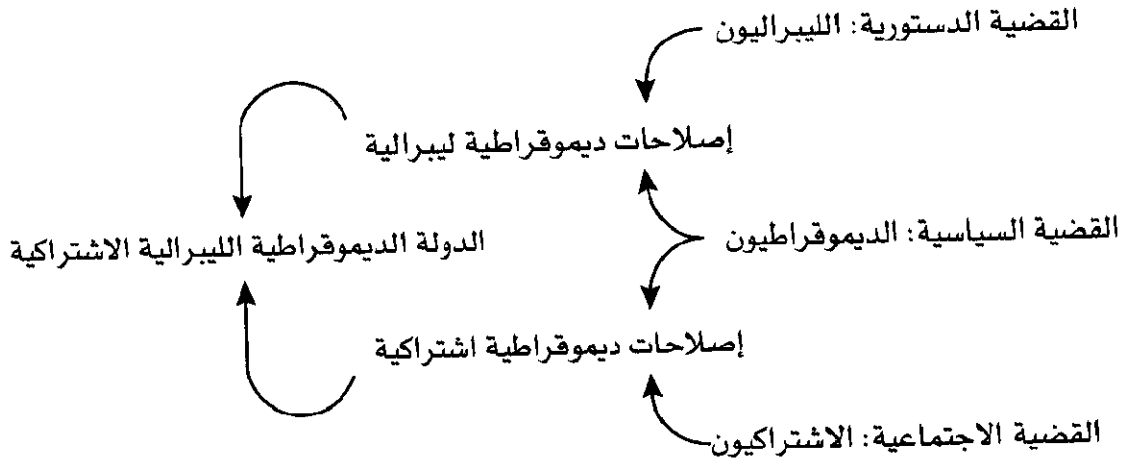 القضية الدستورية: الليبراليون
إصلاحات ديموقراطية ليبرالية
القضية السياسية: الديموقراطيون
الدولة الديموقراطية الليبرالية الاشتراكية
إصلاحات ديموقراطية اشتراكية
القضية الاجتماعية: الاشتراكيون